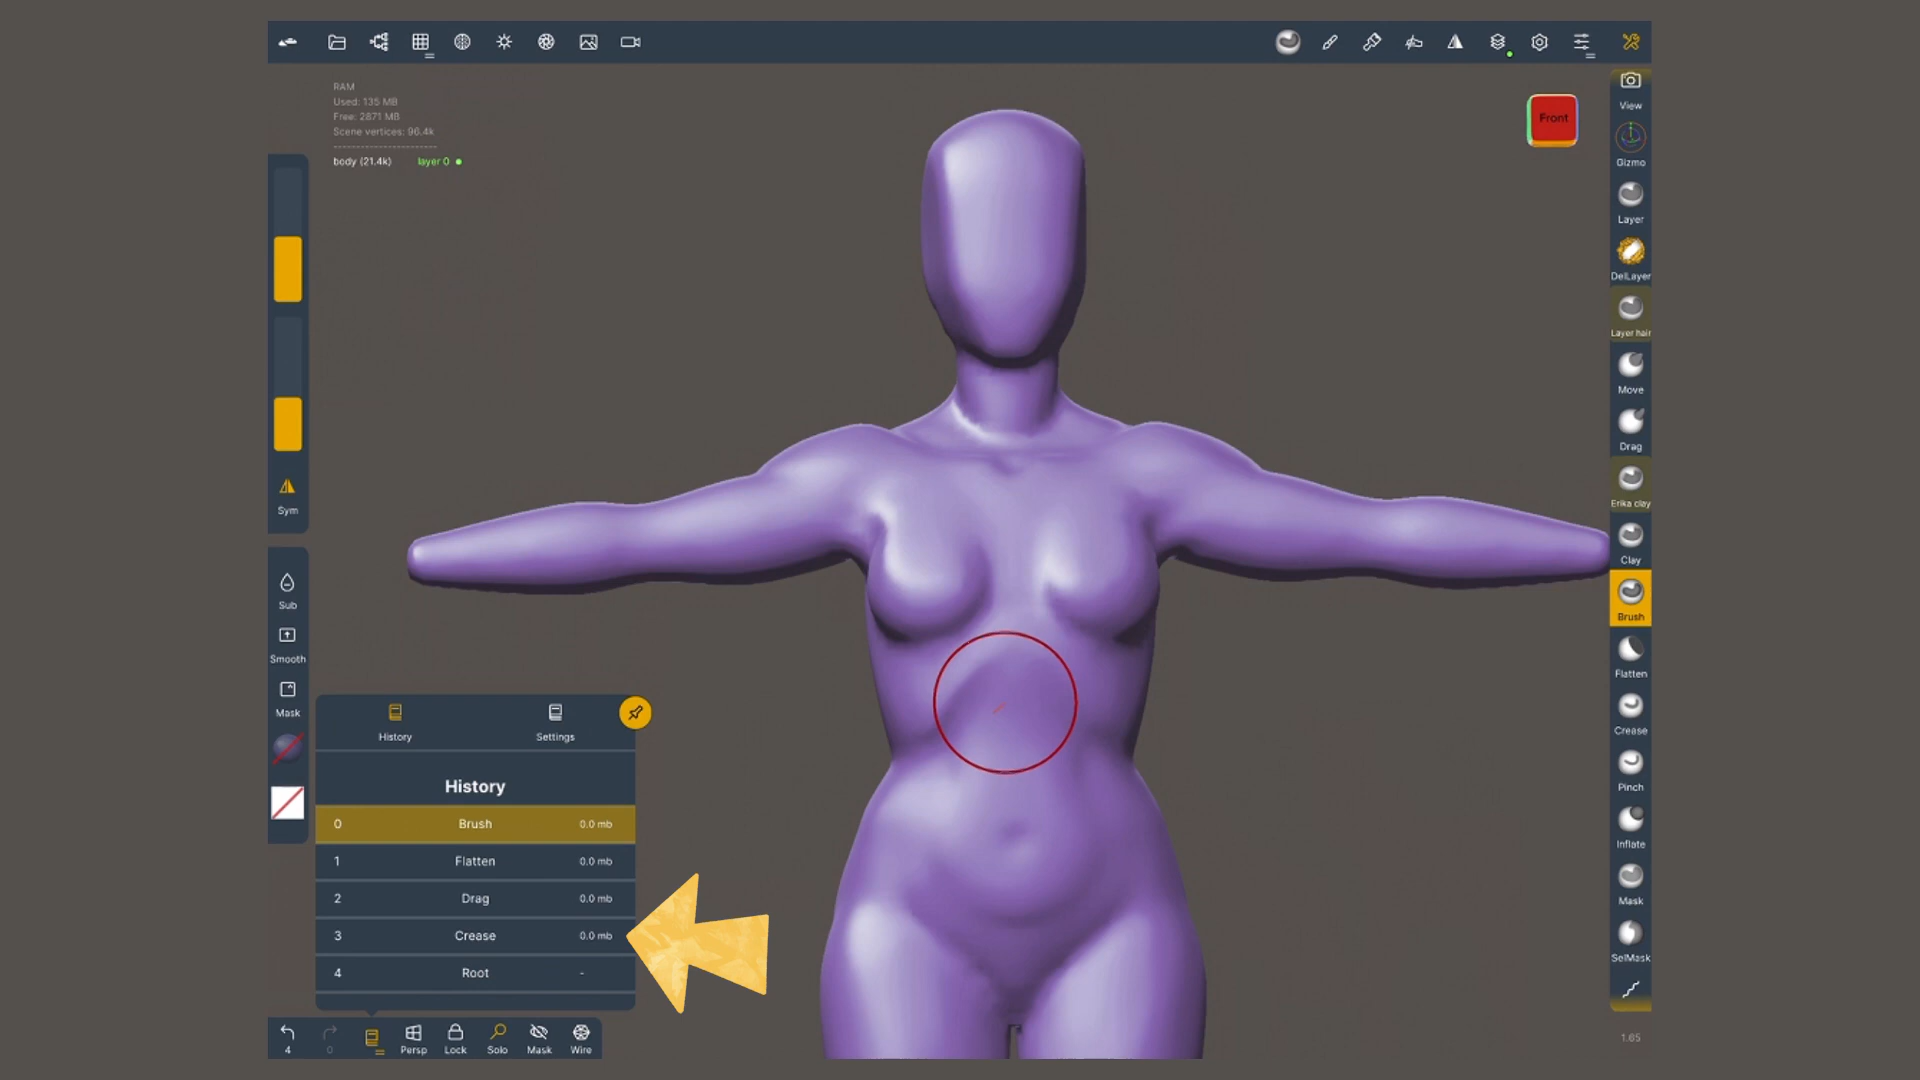 RAM
Used: 135 MB
Free: 2871 MB
Scene vertices: 96.4k
------------------------
body (21.4k) layer 0
Front
View
Gizmo
Layer
DelLayer
Layer hair
Move
Drag
Erika clay
Clay
Brush
Flatten
Crease
Pinch
Inflate
Mask
SelMask
Sym
Sub
Smooth
Mask
History Settings
History
0 Brush 0.0 mb
1 Flatten 0.0 mb
2 Drag 0.0 mb
3 Crease 0.0 mb
4 Root -
4 0 Persp Lock Solo Mask Wire
1.65